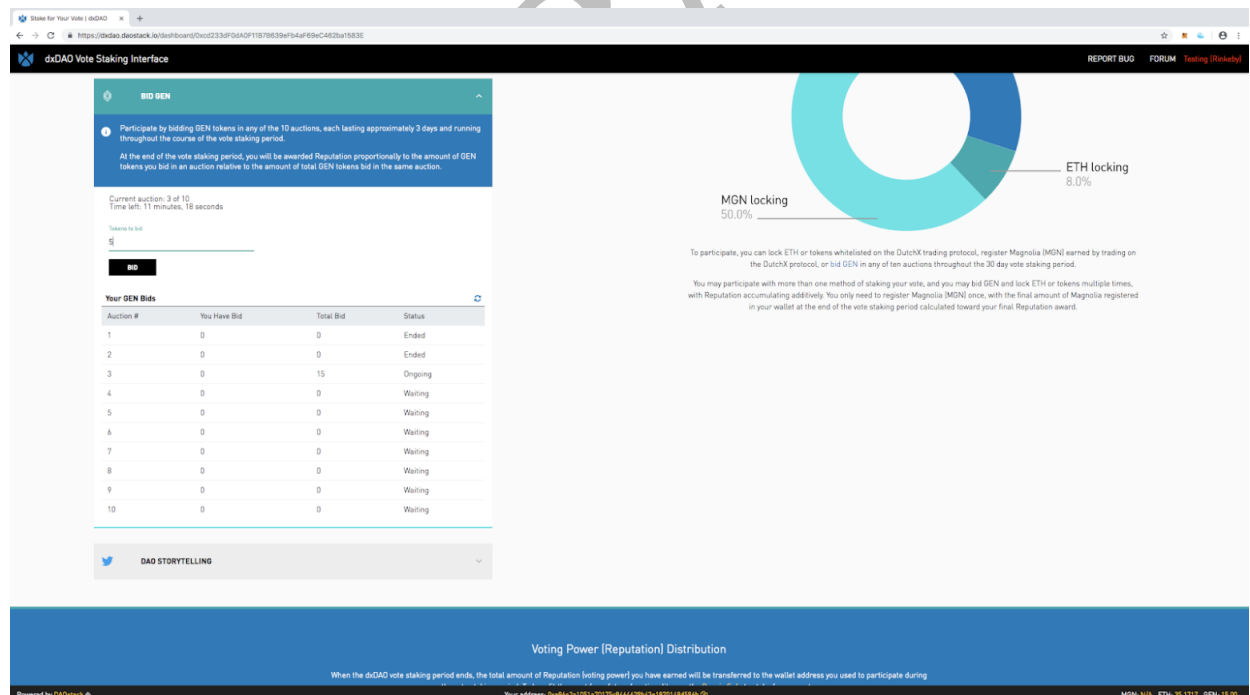 Stake for Your Vote | dxDAO
https://dxdao.daostack.io/dashboard/0xcd233dF0dA0F11878639eFb4aF69eC462ba1583E
dxDAO Vote Staking Interface
REPORT BUG FORUM Testing (Rinkeby)
BID GEN
Participate by bidding GEN tokens in any of the 10 auctions, each lasting approximately 3 days and running
throughout the course of the vote staking period.
At the end of the vote staking period, you will be awarded Reputation proportionally to the amount of GEN
tokens you bid in an auction relative to the amount of total GEN tokens bid in the same auction.
Current auction: 3 of 10
Time left: 11 minutes, 18 seconds
Tokens to bid
5
BID
Your GEN Bids
Auction # You Have Bid Total Bid Status
1 0 0 Ended
2 0 0 Ended
3 0 15 Ongoing
4 0 0 Waiting
5 0 0 Waiting
6 0 0 Waiting
7 0 0 Waiting
8 0 0 Waiting
9 0 0 Waiting
10 0 0 Waiting
DAO STORYTELLING
ETH locking
8.0%
MGN locking
50.0%
To participate, you can lock ETH or tokens whitelisted on the DutchX trading protocol, register Magnolia (MGN) earned by trading on
the DutchX protocol, or bid GEN in any of ten auctions throughout the 30 day vote staking period.
You may participate with more than one method of staking your vote, and you may bid GEN and lock ETH or tokens multiple times,
with Reputation accumulating additively. You only need to register Magnolia (MGN) once, with the final amount of Magnolia registered
in your wallet at the end of the vote staking period calculated toward your final Reputation award.
Voting Power (Reputation) Distribution
When the dxDAO vote staking period ends, the total amount of Reputation (voting power) you have earned will be transferred to the wallet address you used to participate during
Powered by DAOstack
Your address:
MGN: N/A ETH: 35.1717 GEN: 15.00